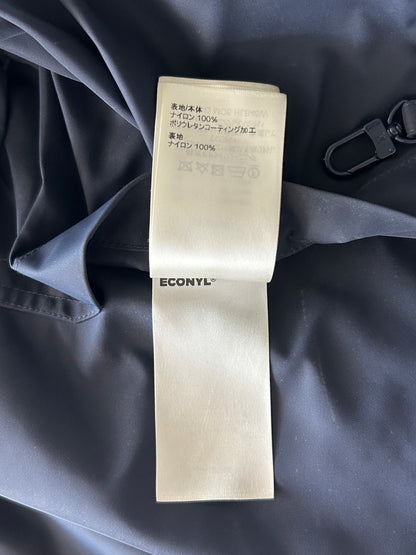 表地/本体
ナイロン 100%
ポリウレタンコーティング加工
裏地
ナイロン 100%
ECONYL®